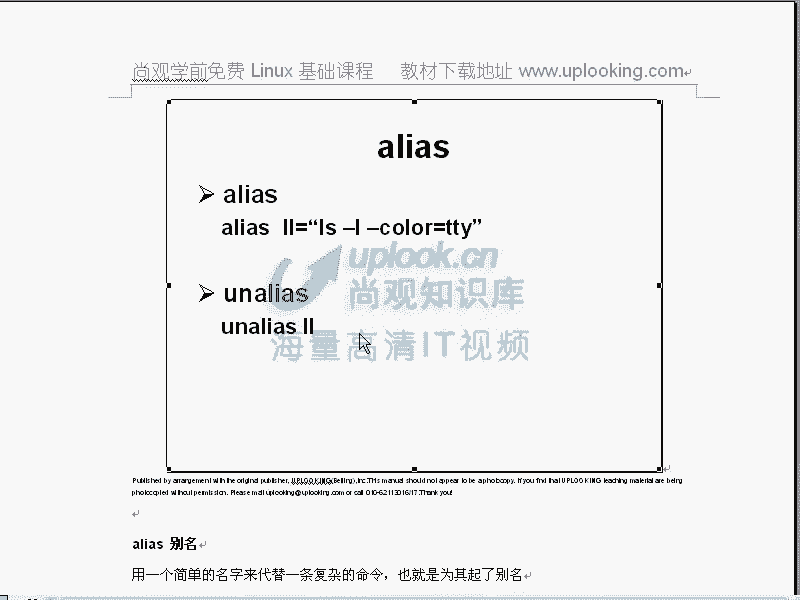 尚观学前免费 Linux 基础课程 教材下载地址 www.uplooking.com
alias
➢ alias
alias ll=“ls –l –color=tty”
uplook.cn
尚观知识库
➢ unalias
unalias ll
海量高清IT视频
Published by arrangement with the original publisher, UPLOOKING(Beijing),Inc.This manual should not appear to be a photocopy. If you find that UPLOOKING teaching material are being
photocopied without permission. Please mail uplooking@uplooking.com or call 010-62113016/17.Thank you!
alias 别名
用一个简单的名字来代替一条复杂的命令，也就是为其起了别名